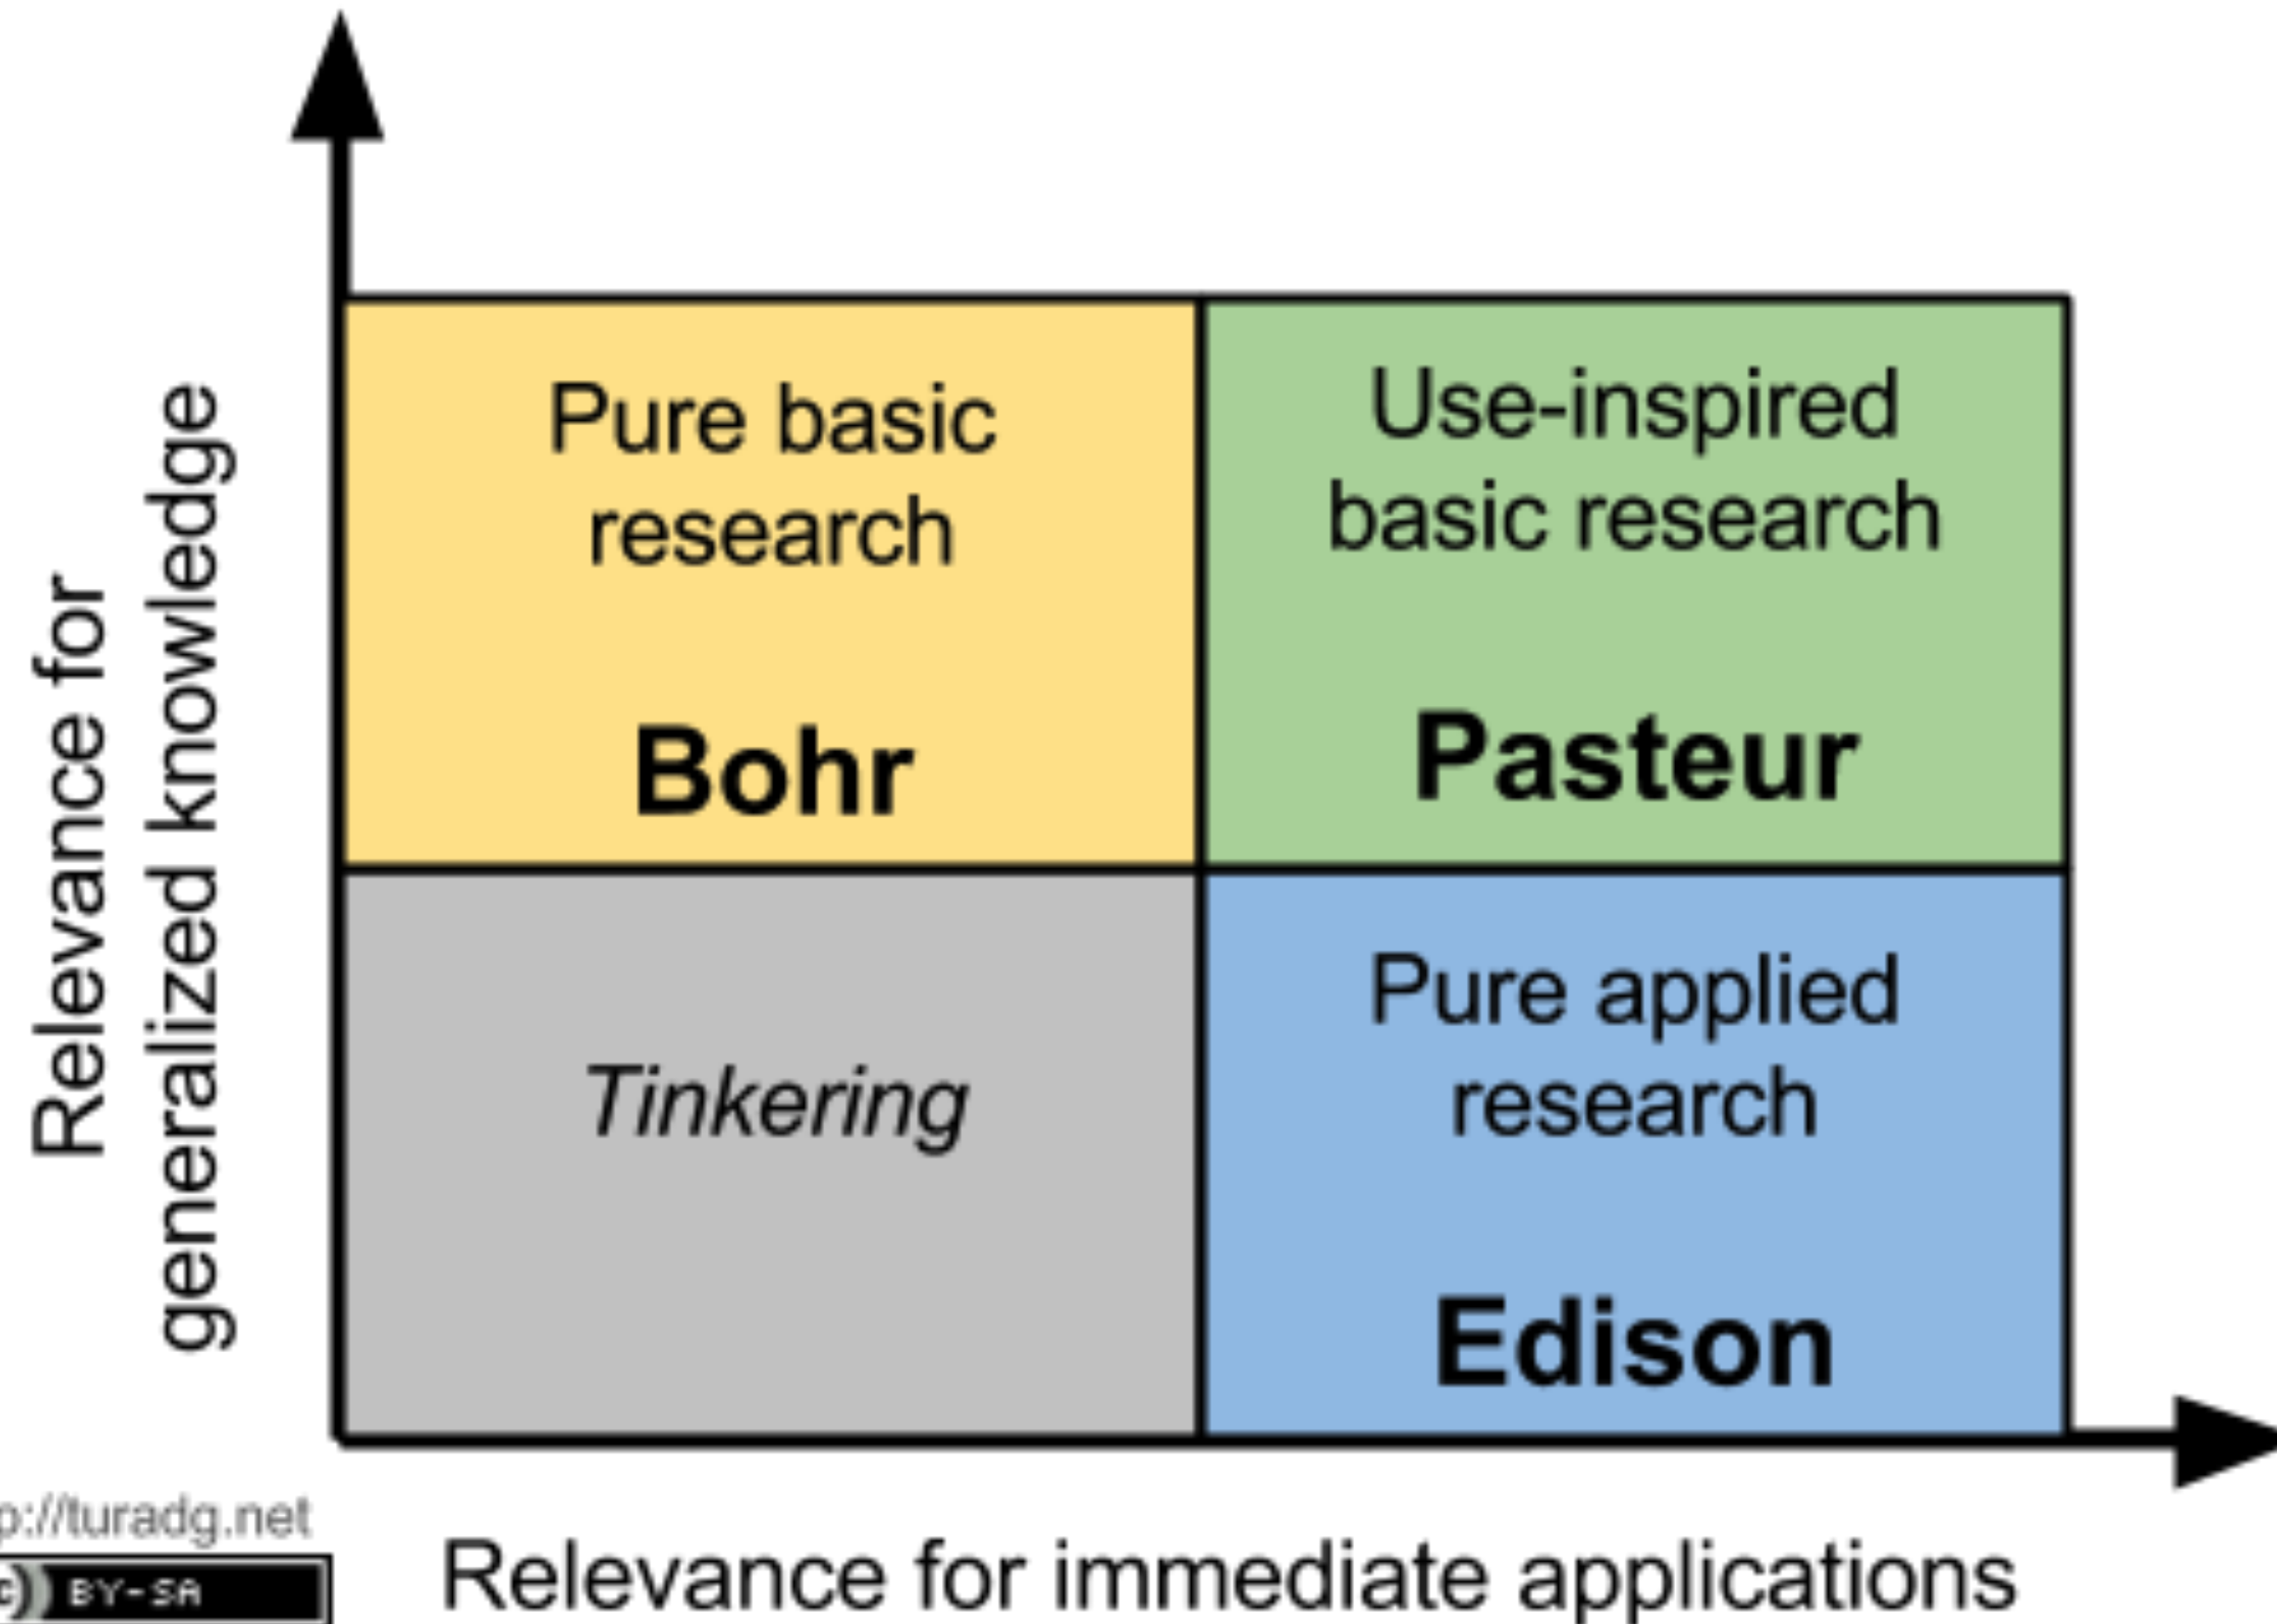 Relevance for
generalized knowledge
Pure basic
research
Bohr
Use-inspired
basic research
Pasteur
Tinkering
Pure applied
research
Edison
p://turadg.net
BY-SA
Relevance for immediate applications